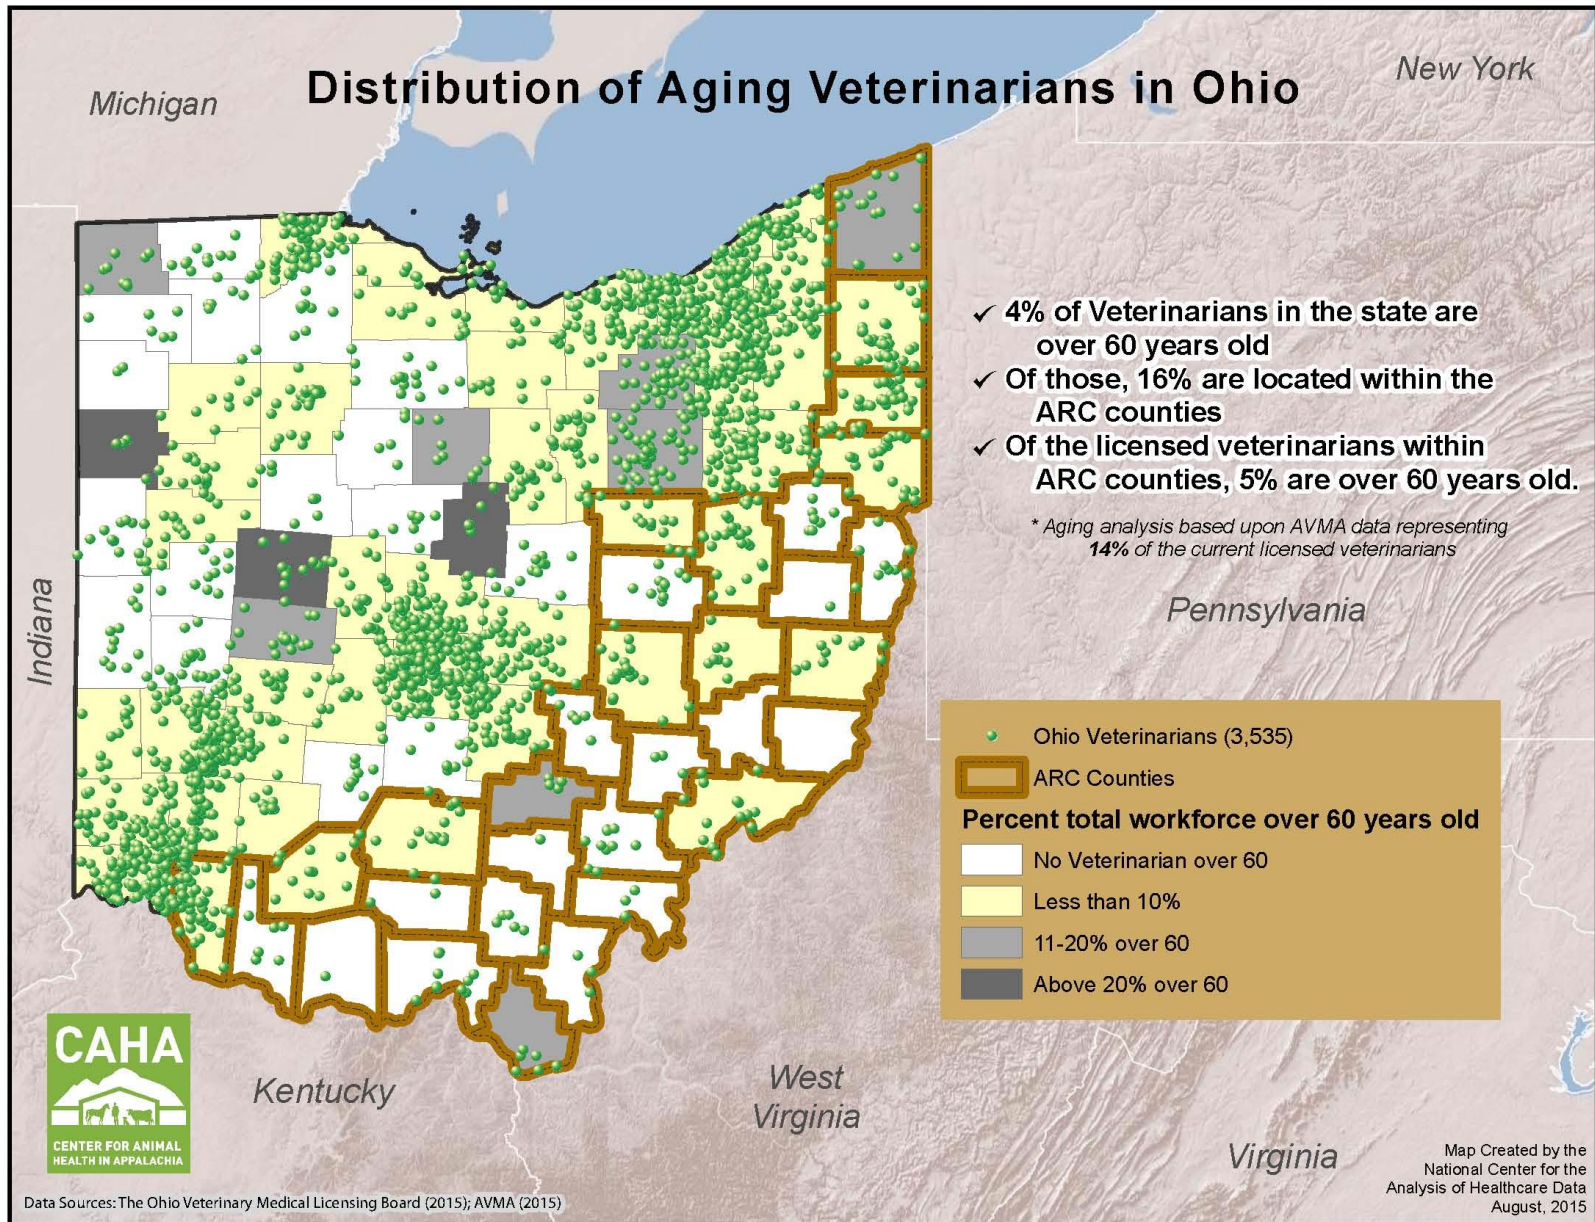 Distribution of Aging Veterinarians in Ohio
Michigan
New York
✓ 4% of Veterinarians in the state are
over 60 years old
✓ Of those, 16% are located within the
ARC counties
✓ Of the licensed veterinarians within
ARC counties, 5% are over 60 years old.
* Aging analysis based upon AVMA data representing
14% of the current licensed veterinarians
Indiana
Pennsylvania
Ohio Veterinarians (3,535)
ARC Counties
Percent total workforce over 60 years old
No Veterinarian over 60
Less than 10%
11-20% over 60
Above 20% over 60
CAHA
CENTER FOR ANIMAL
HEALTH IN APPALACHIA
Kentucky
West
Virginia
Virginia
Map Created by the
National Center for the
Analysis of Healthcare Data
August, 2015
Data Sources: The Ohio Veterinary Medical Licensing Board (2015); AVMA (2015)